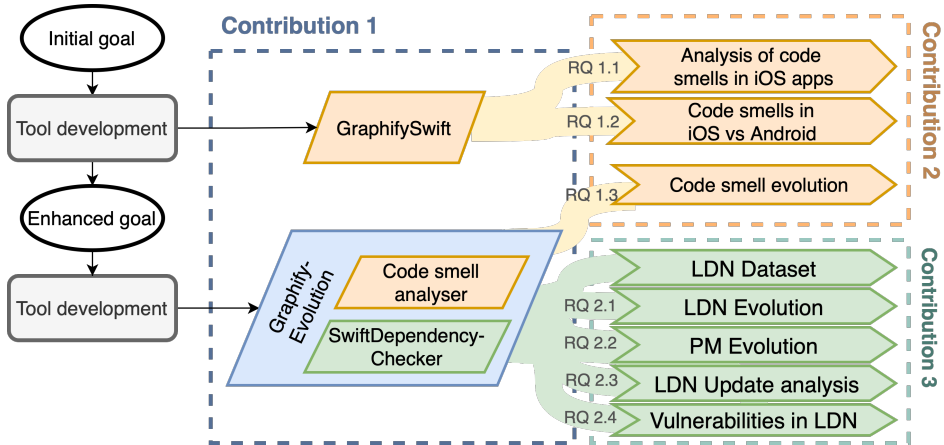 Initial goal
Tool development
Enhanced goal
Tool development
Contribution 1
GraphifySwift
Graphify-
Evolution
Code smell
analyser
SwiftDependency-
Checker
RQ 1.1
RQ 1.2
RQ 1.3
Analysis of code
smells in iOS apps
Code smells in
iOS vs Android
Code smell evolution
Contribution 2
RQ 2.1
RQ 2.2
RQ 2.3
RQ 2.4
LDN Dataset
LDN Evolution
PM Evolution
LDN Update analysis
Vulnerabilities in LDN
Contribution 3